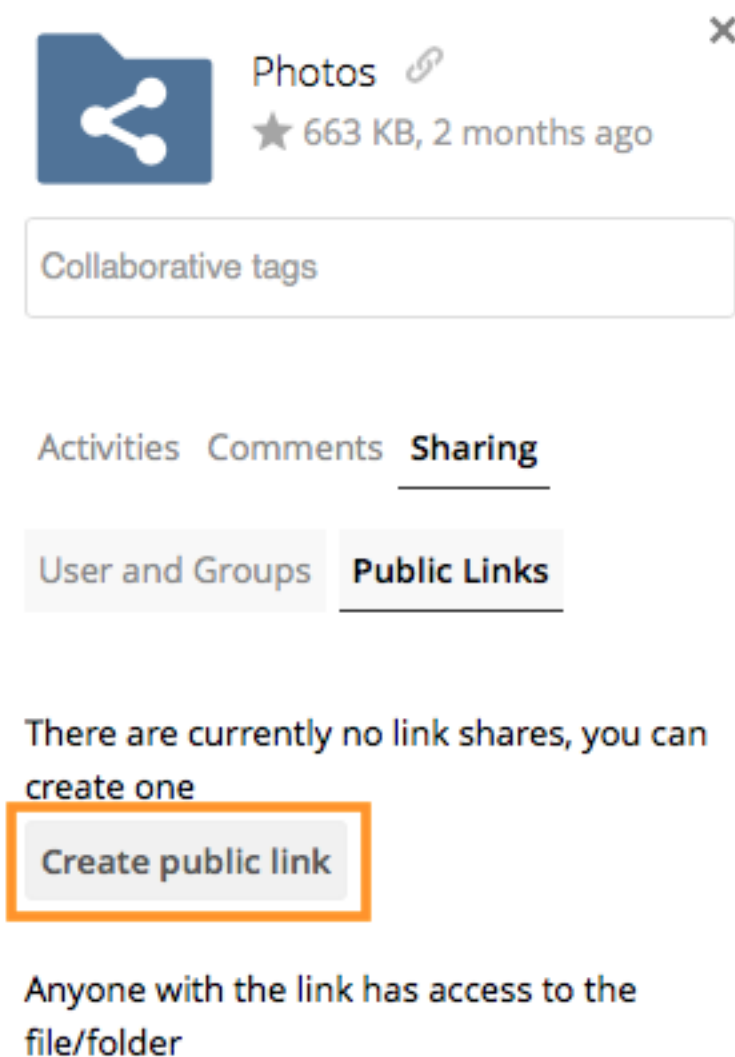 Photos
663 KB, 2 months ago
Collaborative tags
Activities Comments Sharing
User and Groups Public Links
There are currently no link shares, you can
create one
Create public link
Anyone with the link has access to the
file/folder